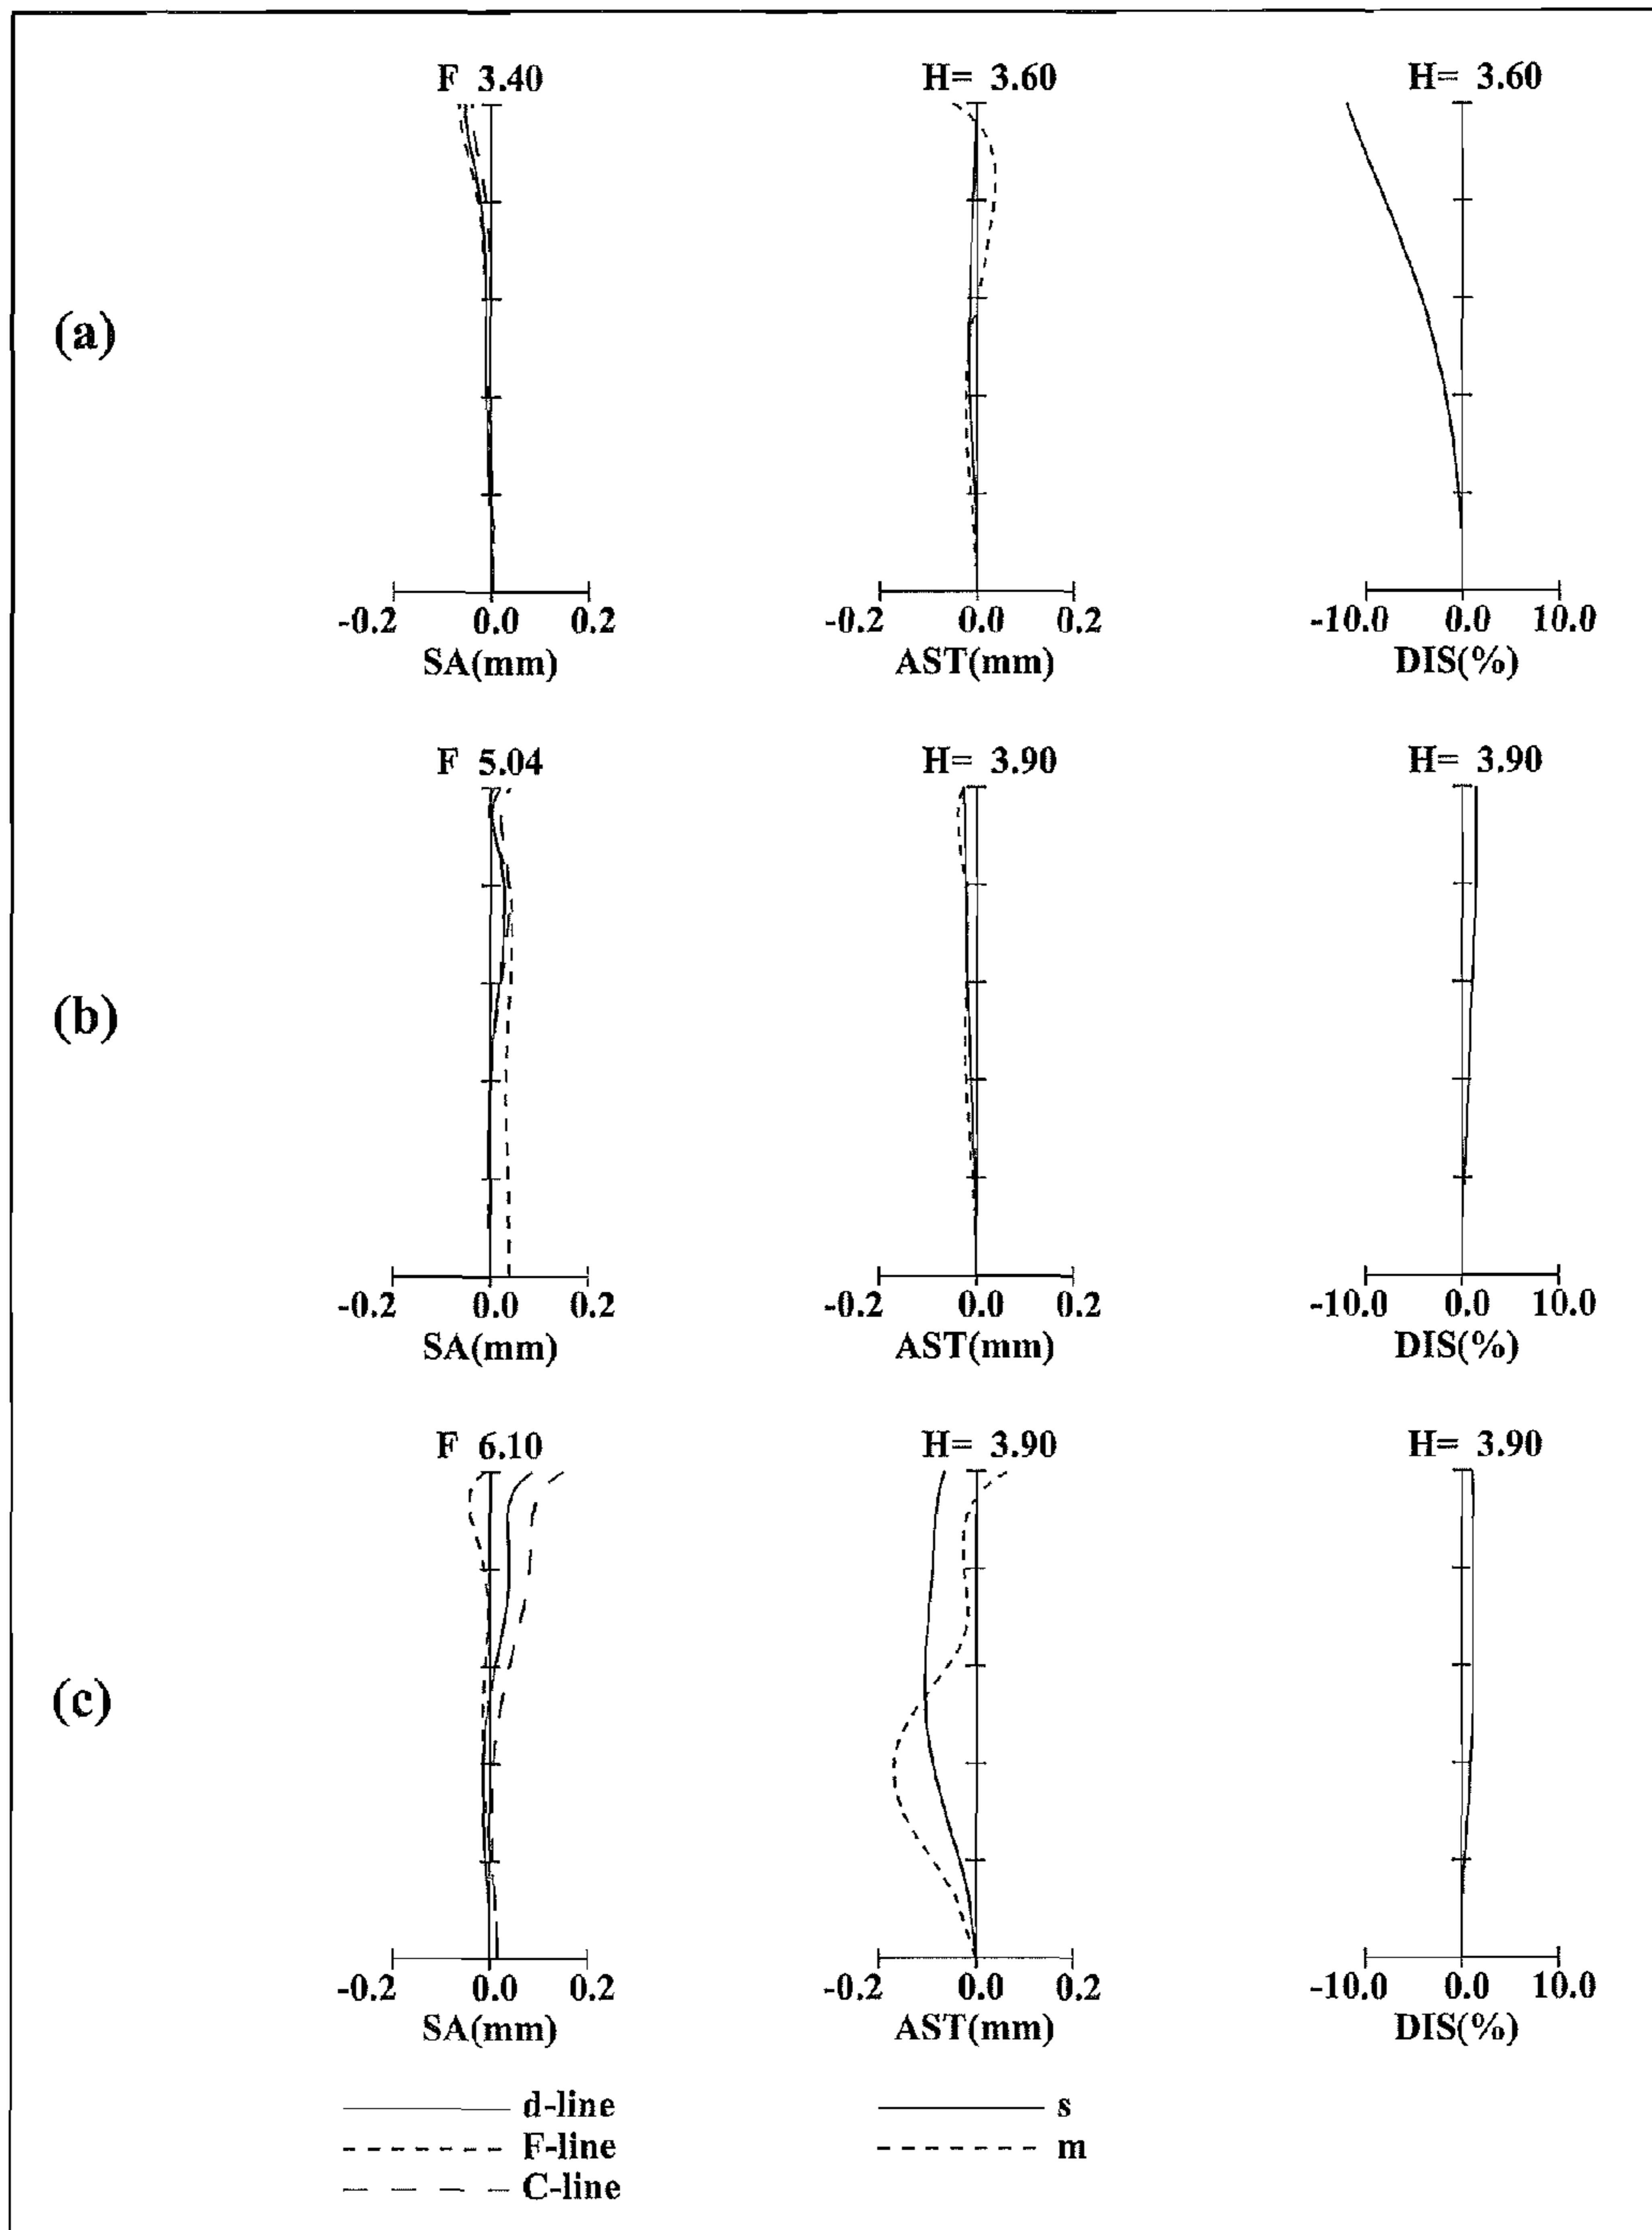 F 3.40 H= 3.60 H= 3.60
(a)
-0.2 0.0 0.2 -0.2 0.0 0.2 -10.0 0.0 10.0
SA(mm) AST(mm) DIS(%)
F 5.04 H= 3.90 H= 3.90
(b)
-0.2 0.0 0.2 -0.2 0.0 0.2 -10.0 0.0 10.0
SA(mm) AST(mm) DIS(%)
F 6.10 H= 3.90 H= 3.90
(c)
-0.2 0.0 0.2 -0.2 0.0 0.2 -10.0 0.0 10.0
SA(mm) AST(mm) DIS(%)
d-line s
F-line m
C-line